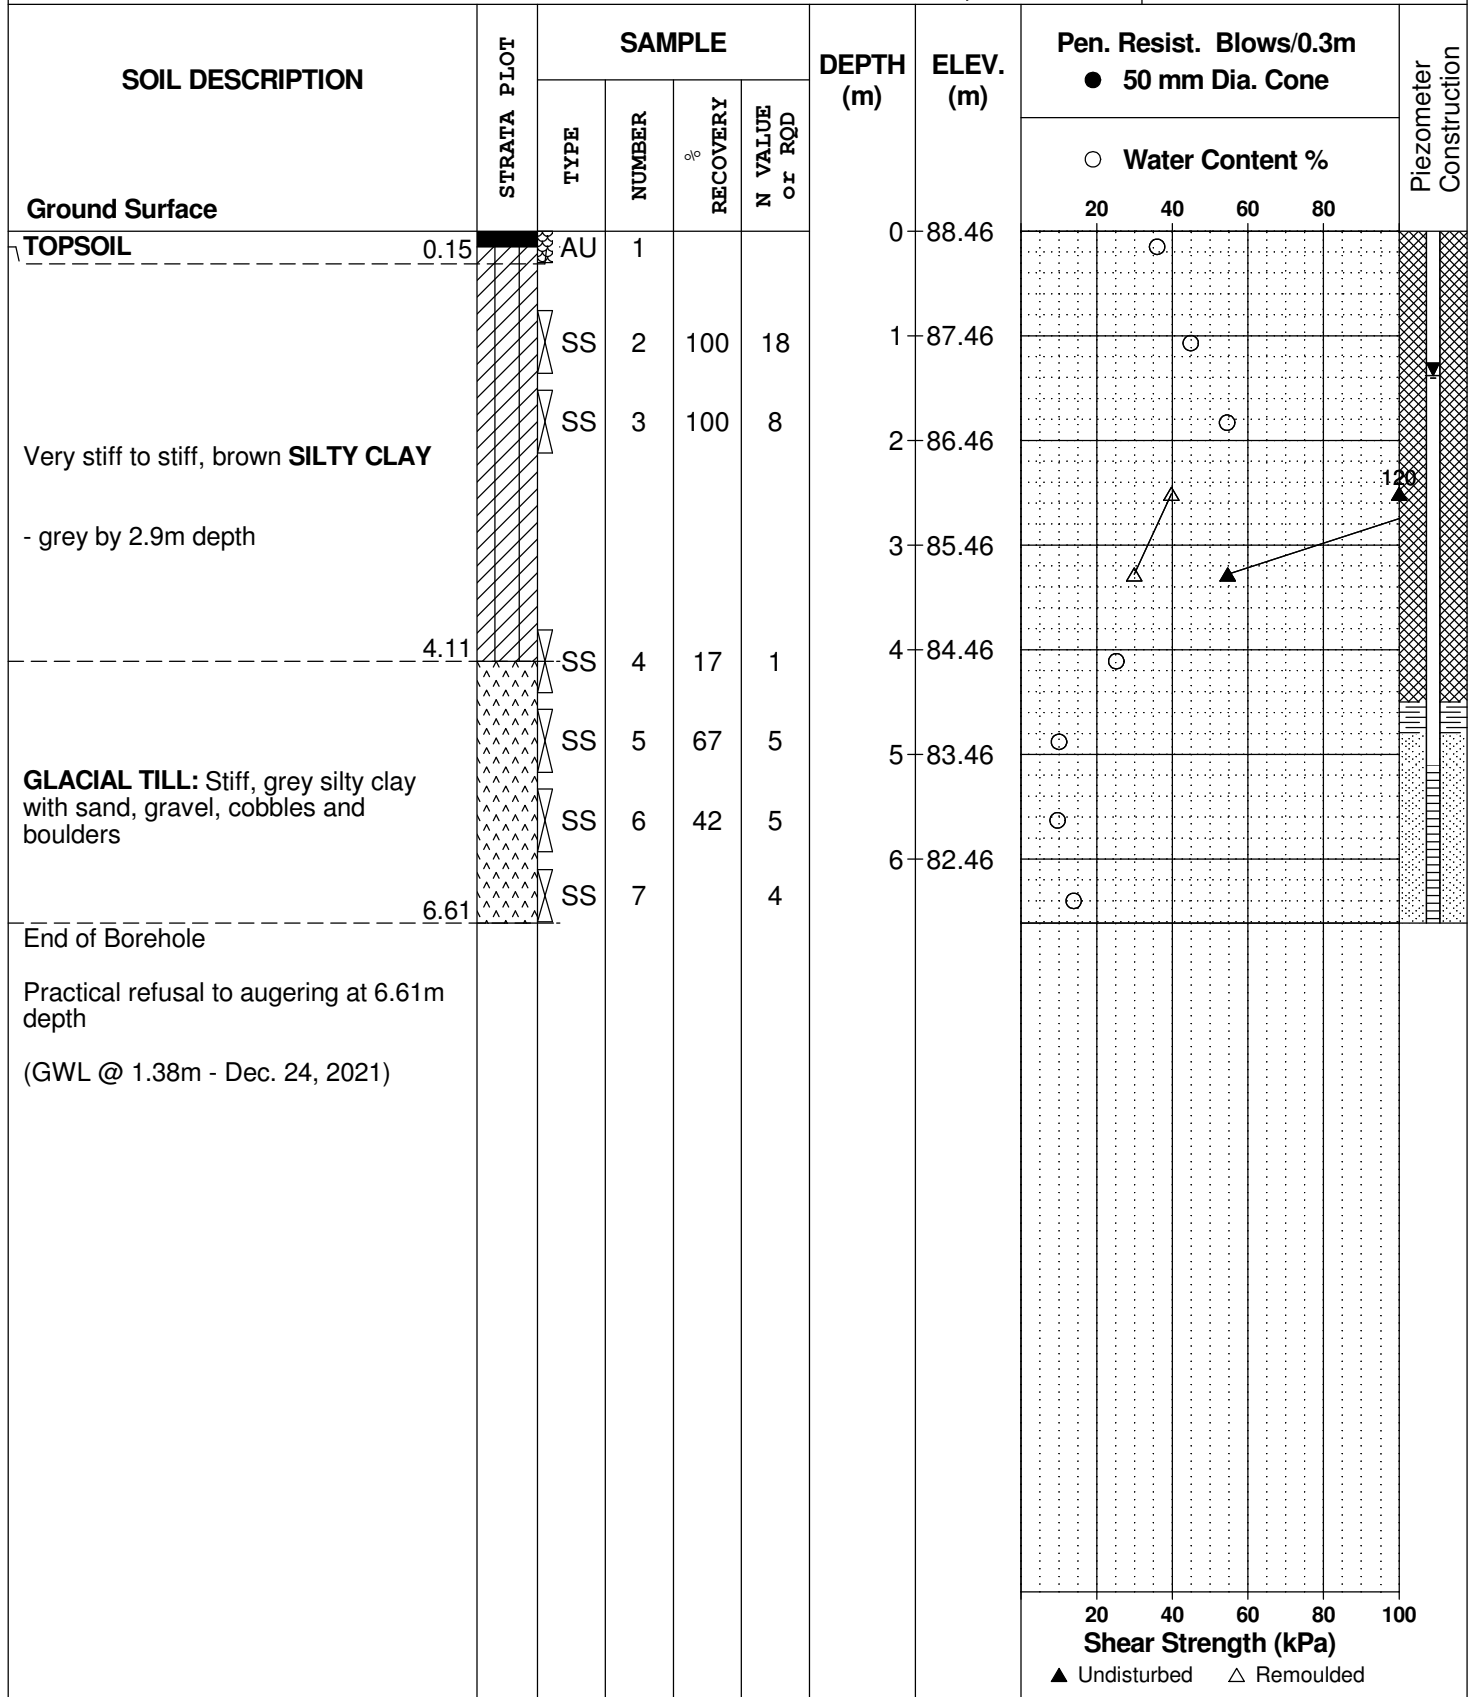 SOIL DESCRIPTION
Ground Surface
STRATA PLOT
SAMPLE
TYPE
NUMBER
%
RECOVERY
N VALUE
or RQD
DEPTH
(m)
ELEV.
(m)
Pen. Resist. Blows/0.3m
● 50 mm Dia. Cone
○ Water Content %
20 40 60 80
Piezometer
Construction
TOPSOIL 0.15
AU 1
0 88.46
SS 2 100 18
1 87.46
SS 3 100 8
2 86.46
Very stiff to stiff, brown SILTY CLAY
120
- grey by 2.9m depth
3 85.46
4.11
SS 4 17 1
4 84.46
SS 5 67 5
5 83.46
GLACIAL TILL: Stiff, grey silty clay
with sand, gravel, cobbles and
boulders
SS 6 42 5
6 82.46
SS 7 4
6.61
End of Borehole
Practical refusal to augering at 6.61m
depth
(GWL @ 1.38m - Dec. 24, 2021)
20 40 60 80 100
Shear Strength (kPa)
▲ Undisturbed △ Remoulded